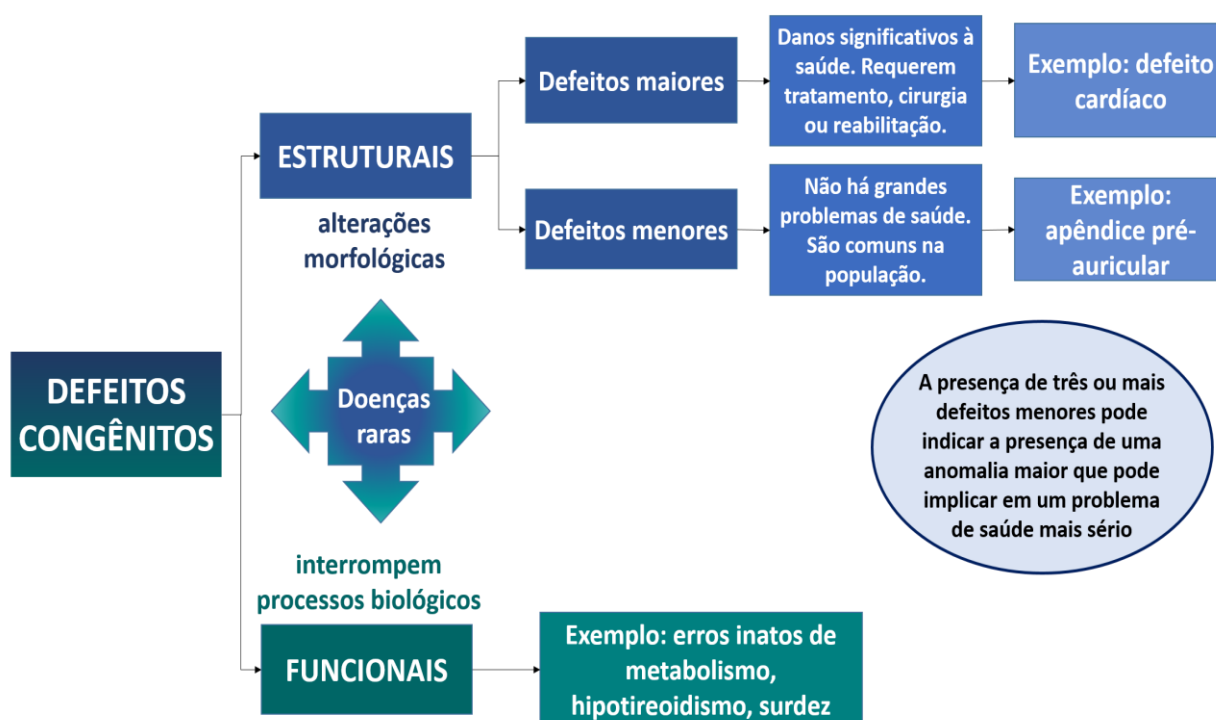 DEFEITOS
CONGÊNITOS
ESTRUTURAIS
alterações
morfológicas
Defeitos maiores
Danos significativos à
saúde. Requerem
tratamento, cirurgia
ou reabilitação.
Exemplo: defeito
cardíaco
Defeitos menores
Não há grandes
problemas de saúde.
São comuns na
população.
Exemplo:
apêndice pré-
auricular
Doenças
raras
A presença de três ou mais
defeitos menores pode
indicar a presença de uma
anomalia maior que pode
implicar em um problema
de saúde mais sério
interrompem
processos biológicos
FUNCIONAIS
Exemplo: erros inatos de
metabolismo,
hipotireoidismo, surdez